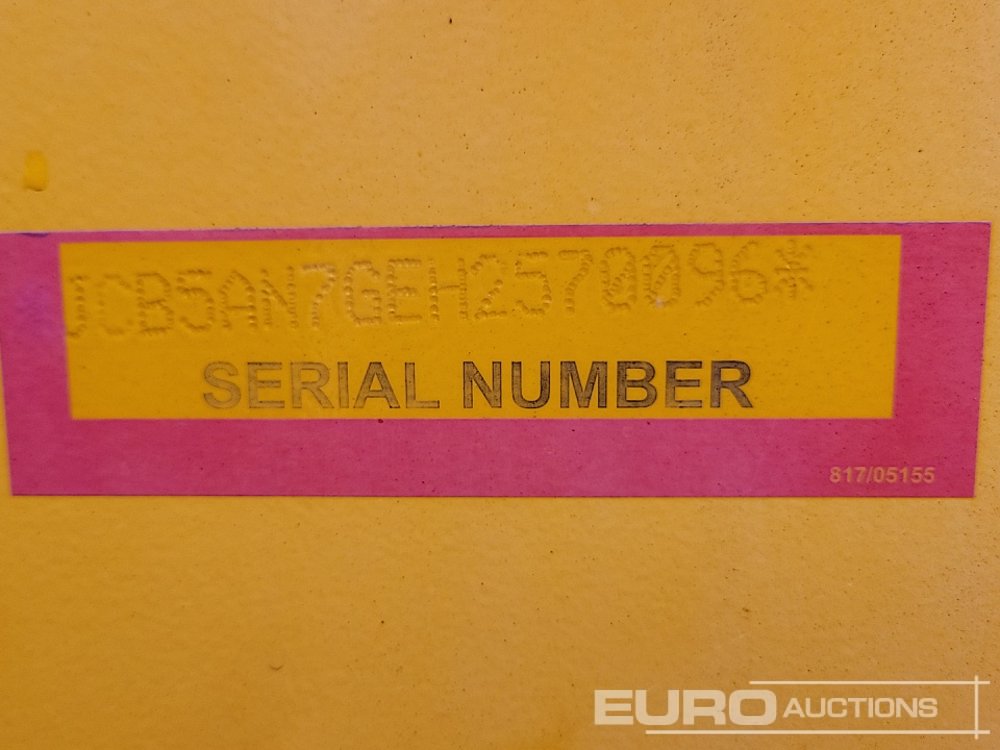 JCB5AN7GEH2570096*
SERIAL NUMBER
817/05155
EURO AUCTIONS